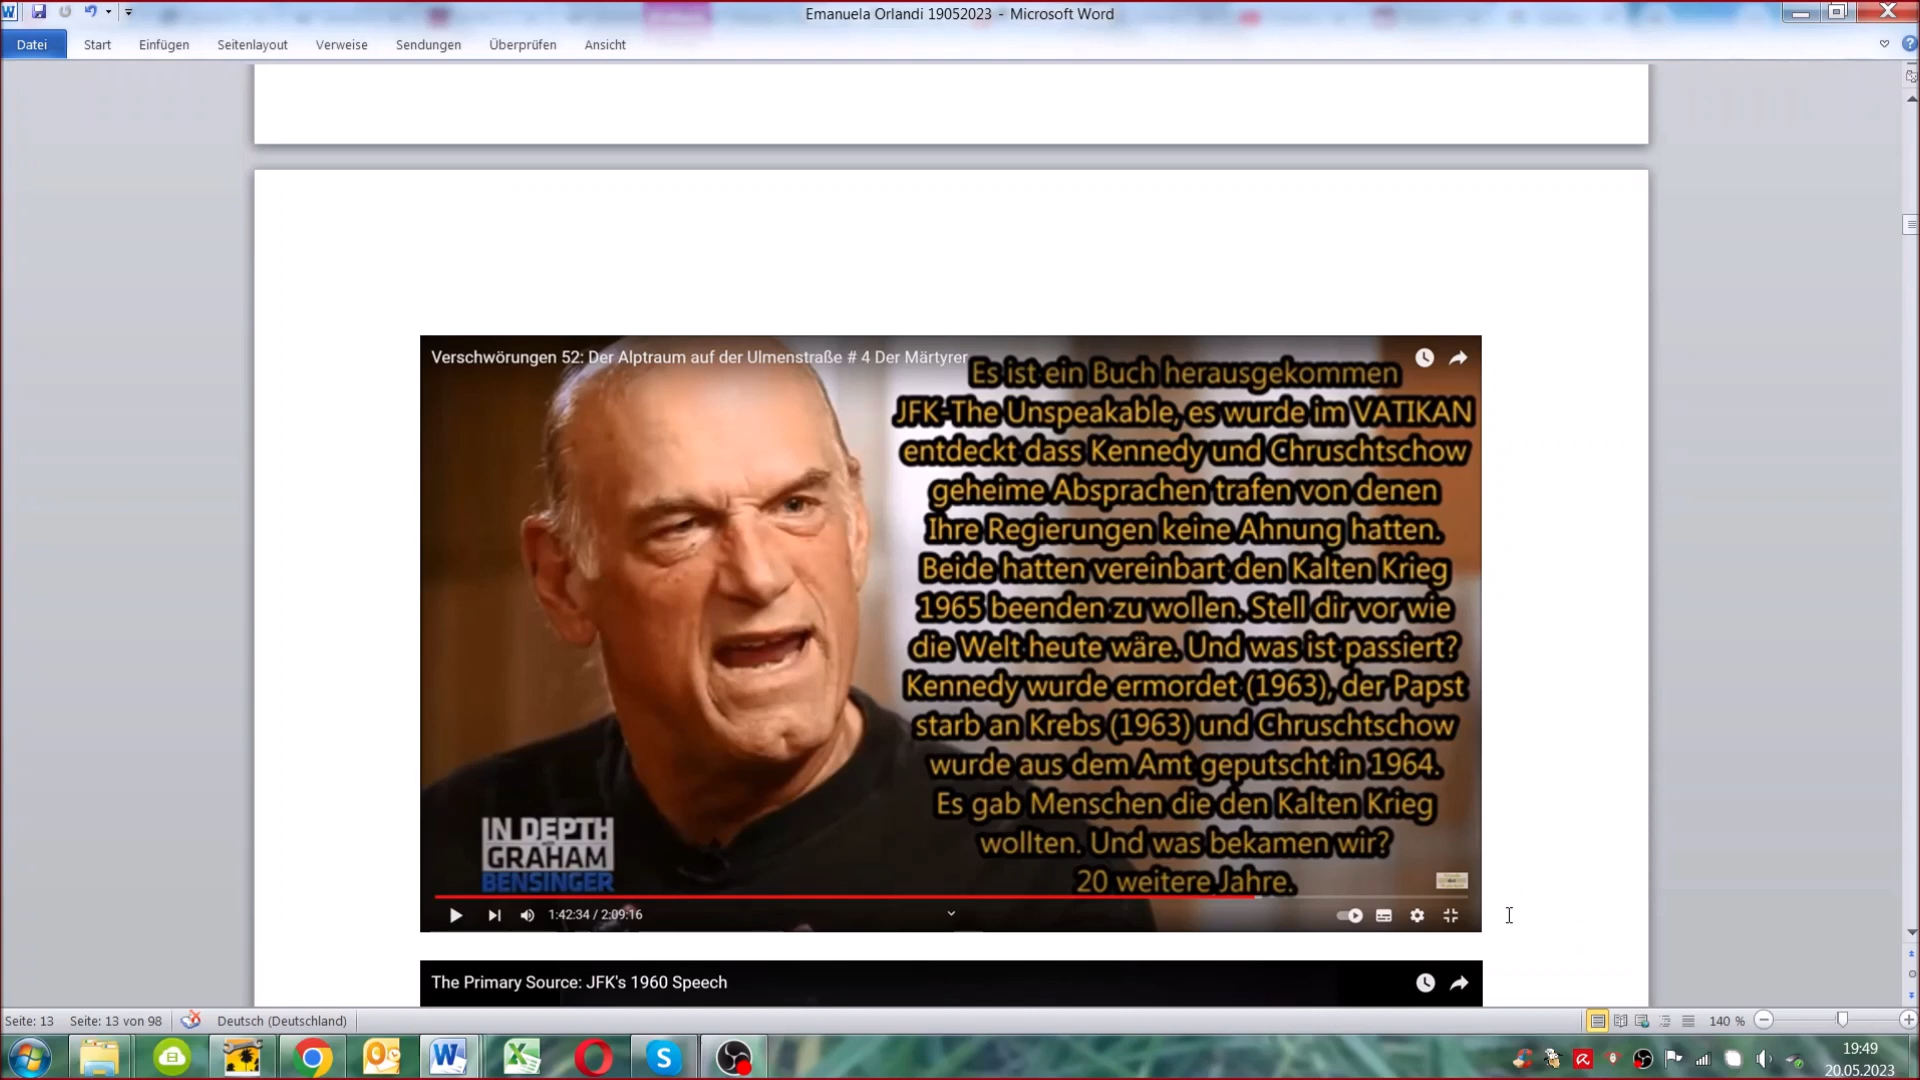 Emanuela Orlandi 19052023 - Microsoft Word
Datei Start Einfügen Seitenlayout Verweise Sendungen Überprüfen Ansicht
Verschwörungen 52: Der Alptraum auf der Ulmenstraße # 4 Der Märtyrer
Es ist ein Buch herausgekommen
JFK-The Unspeakable, es wurde im VATIKAN
entdeckt dass Kennedy und Chruschtschow
geheime Absprachen trafen von denen
Ihre Regierungen keine Ahnung hatten.
Beide hatten vereinbart den Kalten Krieg
1965 beenden zu wollen. Stell dir vor wie
die Welt heute wäre. Und was ist passiert?
Kennedy wurde ermordet (1963), der Papst
starb an Krebs (1963) und Chruschtschow
wurde aus dem Amt geputscht in 1964.
Es gab Menschen die den Kalten Krieg
wollten. Und was bekamen wir?
20 weitere Jahre.
IN DEPTH
GRAHAM
BENSINGER
1:42:34 / 2:09:16
The Primary Source: JFK's 1960 Speech
Seite: 13 Seite: 13 von 98 Deutsch (Deutschland) 140 %
19:49
20.05.2023